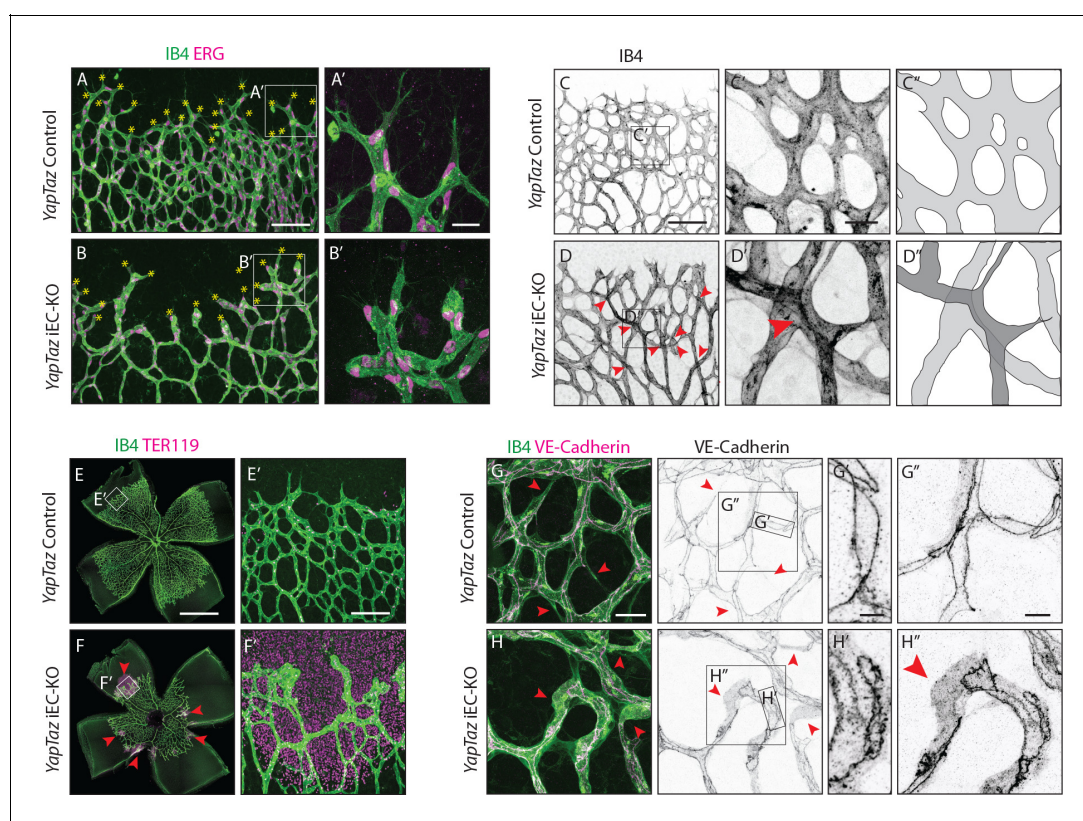 IB4 ERG
YapTaz Control
A
A'
A'
YapTaz iEC-KO
B
B'
B'
IB4
YapTaz Control
C
C'
C"
YapTaz iEC-KO
D
D"
D'
D"
IB4 TER119
YapTaz Control
E
E'
E'
YapTaz iEC-KO
F
F'
F'
IB4 VE-Cadherin
VE-Cadherin
YapTaz Control
G
G"
G'
G'
G"
YapTaz iEC-KO
H
H"
H'
H'
H"